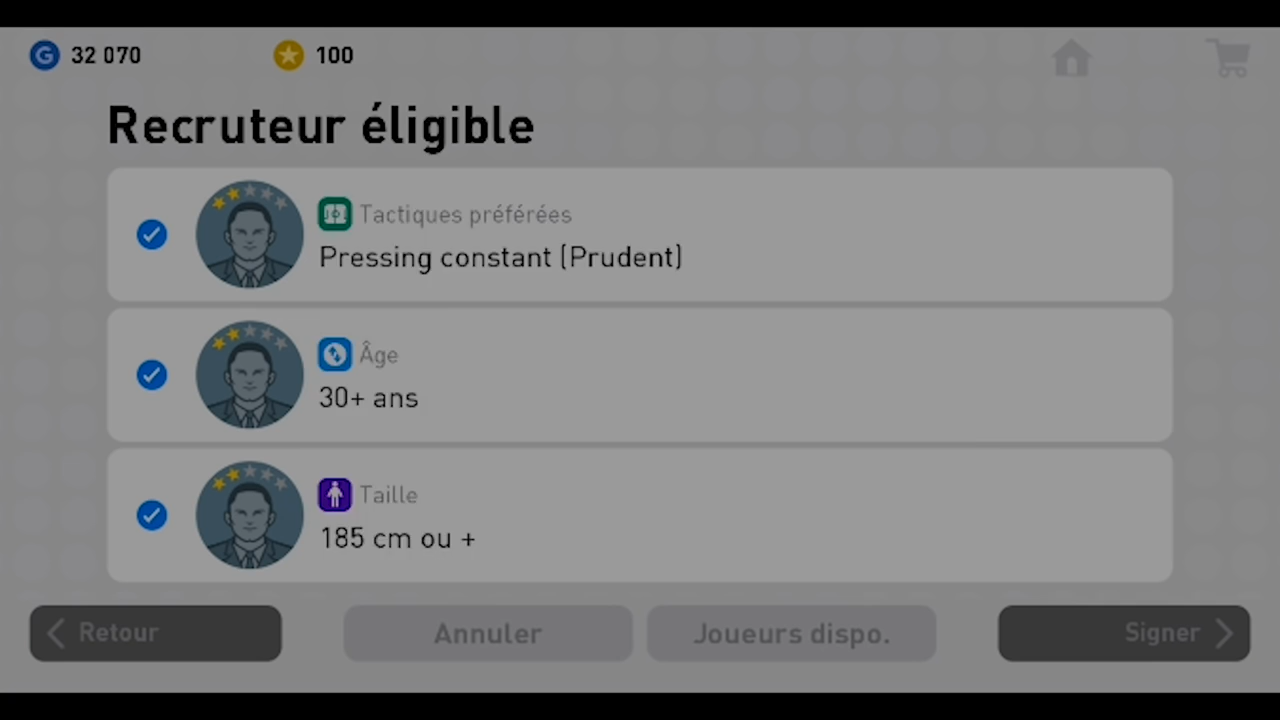 G 32 070 100
Recruteur éligible
Tactiques préférées
Pressing constant (Prudent)
Âge
30+ ans
Taille
185 cm ou +
Retour Annuler Joueurs dispo. Signer